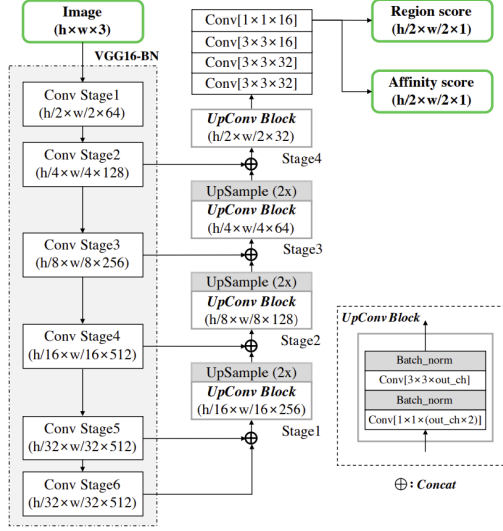 Image
(h×w×3)
VGG16-BN
Conv Stage1
(h/2×w/2×64)
Conv Stage2
(h/4×w/4×128)
Conv Stage3
(h/8×w/8×256)
Conv Stage4
(h/16×w/16×512)
Conv Stage5
(h/32×w/32×512)
Conv Stage6
(h/32×w/32×512)
Conv[1×1×16]
Conv[3×3×16]
Conv[3×3×32]
Conv[3×3×32]
UpConv Block
(h/2×w/2×32)
Stage4
UpSample (2x)
UpConv Block
(h/4×w/4×64)
Stage3
UpSample (2x)
UpConv Block
(h/8×w/8×128)
Stage2
UpSample (2x)
UpConv Block
(h/16×w/16×256)
Stage1
Region score
(h/2×w/2×1)
Affinity score
(h/2×w/2×1)
UpConv Block
Batch_norm
Conv[3×3×out_ch]
Batch_norm
Conv[1×1×(out_ch×2)]
⊕: Concat